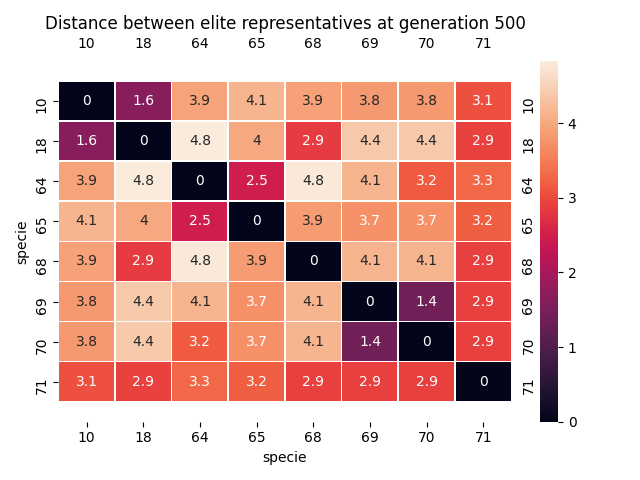 Distance between elite representatives at generation 500
10 18 64 65 68 69 70 71
10 0 1.6 3.9 4.1 3.9 3.8 3.8 3.1 10
18 1.6 0 4.8 4 2.9 4.4 4.4 2.9 18
64 3.9 4.8 0 2.5 4.8 4.1 3.2 3.3 64
65 4.1 4 2.5 0 3.9 3.7 3.7 3.2 65
68 3.9 2.9 4.8 3.9 0 4.1 4.1 2.9 68
69 3.8 4.4 4.1 3.7 4.1 0 1.4 2.9 69
70 3.8 4.4 3.2 3.7 4.1 1.4 0 2.9 70
71 3.1 2.9 3.3 3.2 2.9 2.9 2.9 0 71
10 18 64 65 68 69 70 71
specie
specie
4
3
2
1
0